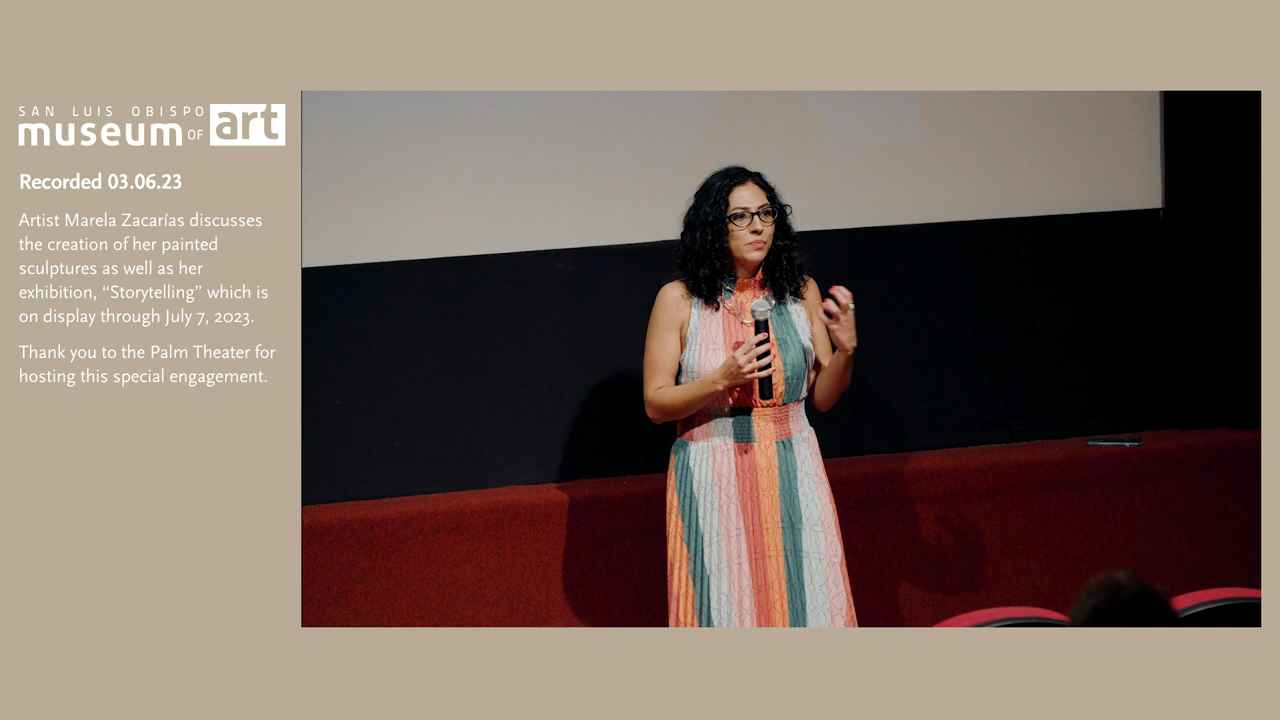 SAN LUIS OBISPO
museum OF art
Recorded 03.06.23
Artist Marela Zacarías discusses
the creation of her painted
sculptures as well as her
exhibition, “Storytelling” which is
on display through July 7, 2023.
Thank you to the Palm Theater for
hosting this special engagement.